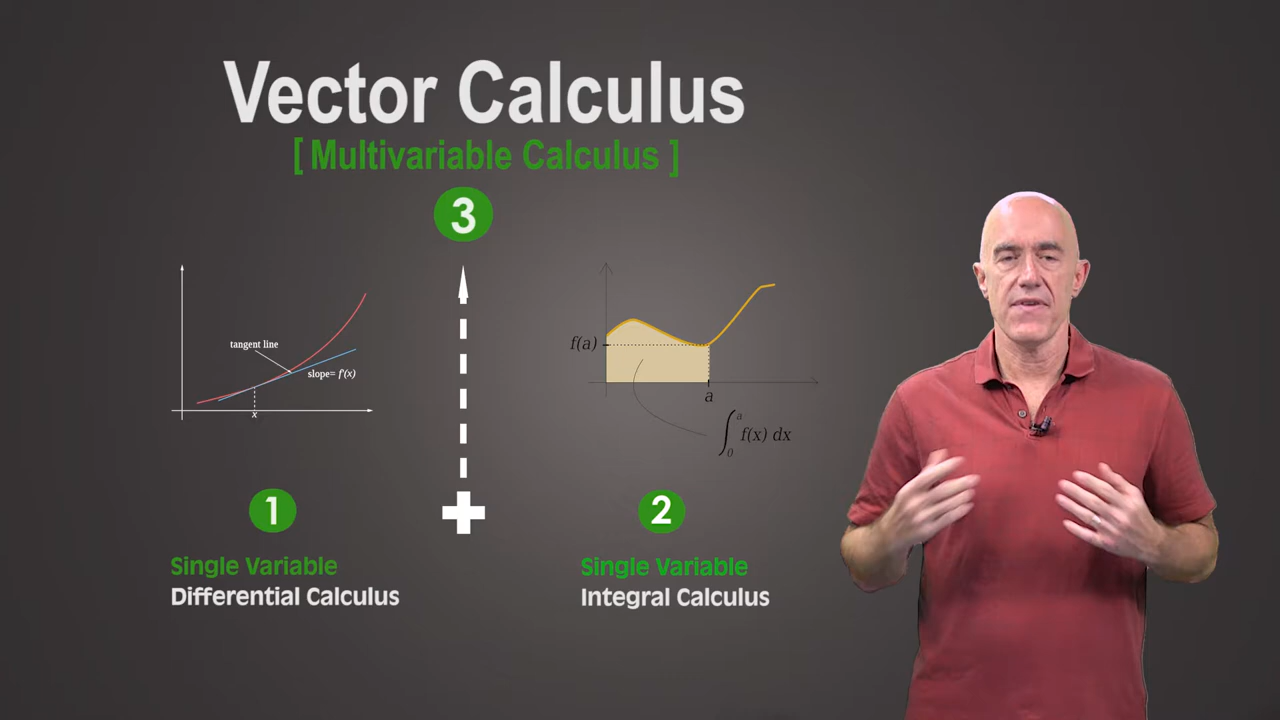 Vector Calculus
[ Multivariable Calculus ]
3
tangent line
slope= f'(x)
x
f(a)
a
∫₀ᵃ f(x) dx
1
2
Single Variable
Differential Calculus
Single Variable
Integral Calculus